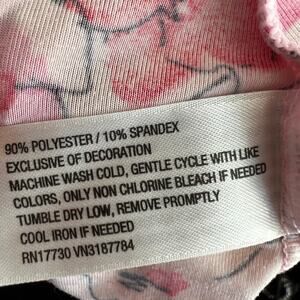 90% POLYESTER / 10% SPANDEX
EXCLUSIVE OF DECORATION
MACHINE WASH COLD, GENTLE CYCLE WITH LIKE
COLORS, ONLY NON CHLORINE BLEACH IF NEEDED
TUMBLE DRY LOW, REMOVE PROMPTLY
COOL IRON IF NEEDED
RN17730 VN3187784